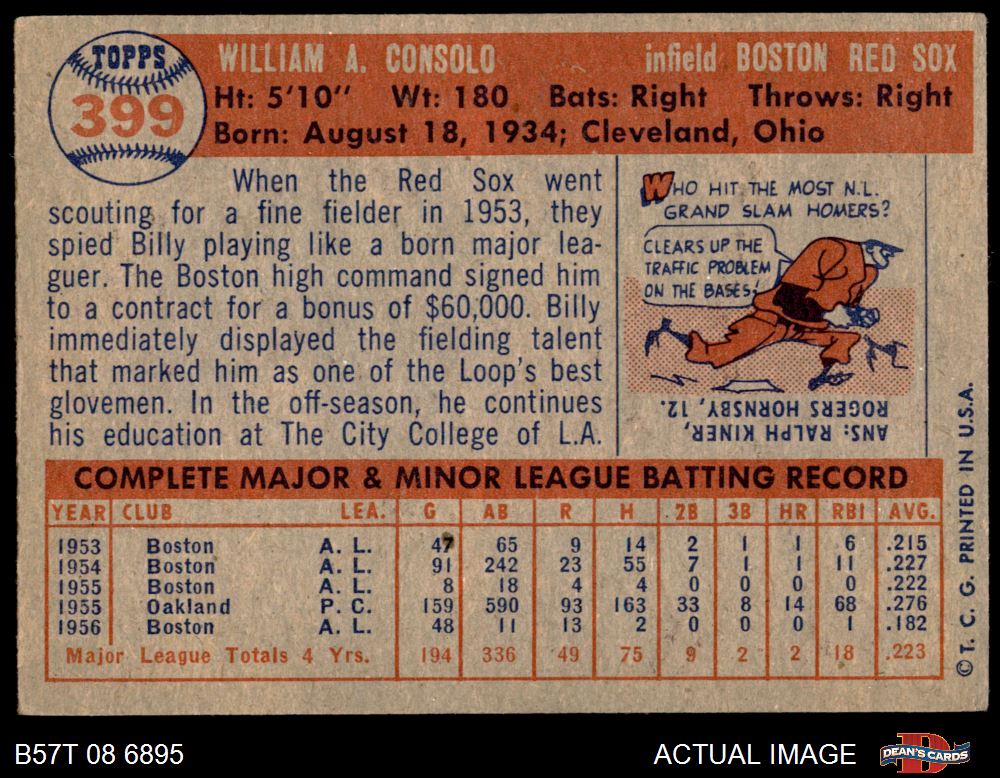 TOPPS
399
WILLIAM A. CONSOLO infield BOSTON RED SOX
Ht: 5'10" Wt: 180 Bats: Right Throws: Right
Born: August 18, 1934; Cleveland, Ohio
When the Red Sox went
scouting for a fine fielder in 1953, they
spied Billy playing like a born major lea-
guer. The Boston high command signed him
to a contract for a bonus of $60,000. Billy
immediately displayed the fielding talent
that marked him as one of the Loop's best
glovemen. In the off-season, he continues
his education at The City College of L.A.
WHO HIT THE MOST N.L.
GRAND SLAM HOMERS?
CLEARS UP THE
TRAFFIC PROBLEM
ON THE BASES!
ANS: RALPH KINER,
ROGERS HORNSBY, 12.
COMPLETE MAJOR & MINOR LEAGUE BATTING RECORD
YEAR CLUB LEA. G AB R H 2B 3B HR RBI AVG.
1953 Boston A. L. 47 65 9 14 2 1 1 6 .215
1954 Boston A. L. 91 242 23 55 7 1 1 11 .227
1955 Boston A. L. 8 18 4 4 0 0 0 0 .222
1955 Oakland P. C. 159 590 93 163 33 8 14 68 .276
1956 Boston A. L. 48 11 13 2 0 0 0 1 .182
Major League Totals 4 Yrs. 194 336 49 75 9 2 2 18 .223
© T. C. G. PRINTED IN U.S.A.
B57T 08 6895 ACTUAL IMAGE DEAN'S CARDS